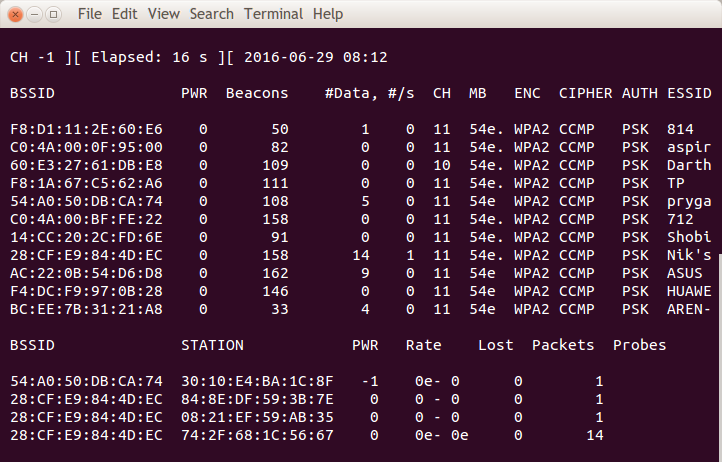 File Edit View Search Terminal Help
CH -1 ][ Elapsed: 16 s ][ 2016-06-29 08:12
BSSID PWR Beacons #Data, #/s CH MB ENC CIPHER AUTH ESSID
F8:D1:11:2E:60:E6 0 50 1 0 11 54e. WPA2 CCMP PSK 814
C0:4A:00:0F:95:00 0 82 0 0 11 54e. WPA2 CCMP PSK aspir
60:E3:27:61:DB:E8 0 109 0 0 10 54e. WPA2 CCMP PSK Darth
F8:1A:67:C5:62:A6 0 111 0 0 11 54e. WPA2 CCMP PSK TP
54:A0:50:DB:CA:74 0 108 5 0 11 54e WPA2 CCMP PSK pryga
C0:4A:00:BF:FE:22 0 158 0 0 11 54e. WPA2 CCMP PSK 712
14:CC:20:2C:FD:6E 0 91 0 0 11 54e. WPA2 CCMP PSK Shobi
28:CF:E9:84:4D:EC 0 158 14 1 11 54e. WPA2 CCMP PSK Nik's
AC:22:0B:54:D6:D8 0 162 9 0 11 54e WPA2 CCMP PSK ASUS
F4:DC:F9:97:0B:28 0 146 0 0 11 54e WPA2 CCMP PSK HUAWE
BC:EE:7B:31:21:A8 0 33 4 0 11 54e WPA2 CCMP PSK AREN-
BSSID STATION PWR Rate Lost Packets Probes
54:A0:50:DB:CA:74 30:10:E4:BA:1C:8F -1 0e- 0 0 1
28:CF:E9:84:4D:EC 84:8E:DF:59:3B:7E 0 0 - 0 0 1
28:CF:E9:84:4D:EC 08:21:EF:59:AB:35 0 0 - 0 0 1
28:CF:E9:84:4D:EC 74:2F:68:1C:56:67 0 0e- 0e 0 14